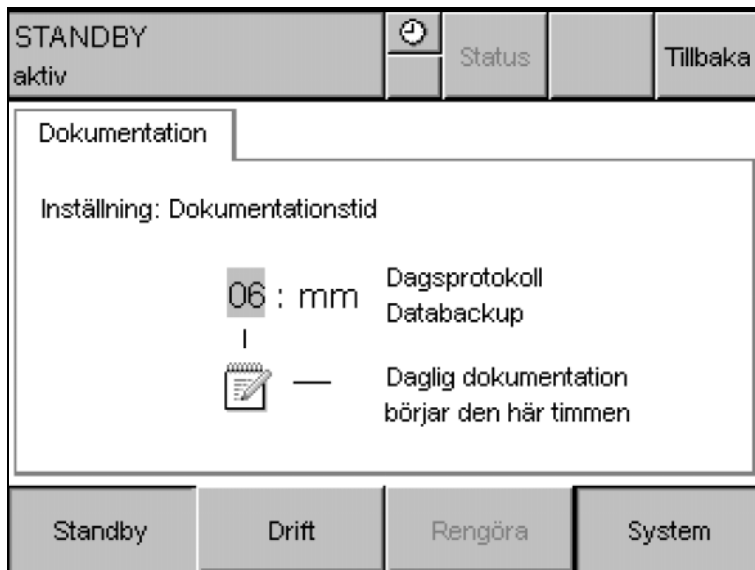 STANDBY
aktiv
Status
Tillbaka
Dokumentation
Inställning: Dokumentationstid
06 : mm
Dagsprotokoll
Databackup
Daglig dokumentation
börjar den här timmen
Standby
Drift
Rengöra
System